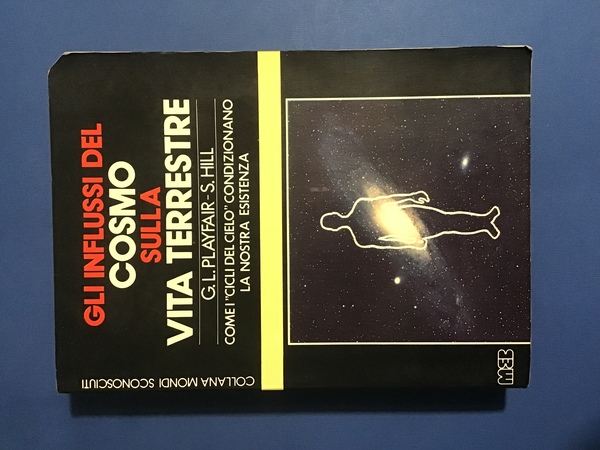 COLLANA MONDI SCONOSCIUTI
GLI INFLUSSI DEL
COSMO
SULLA
VITA TERRESTRE
G. L. PLAYFAIR - S. HILL
COME I "CICLI DEL CIELO" CONDIZIONANO
LA NOSTRA ESISTENZA
MEB